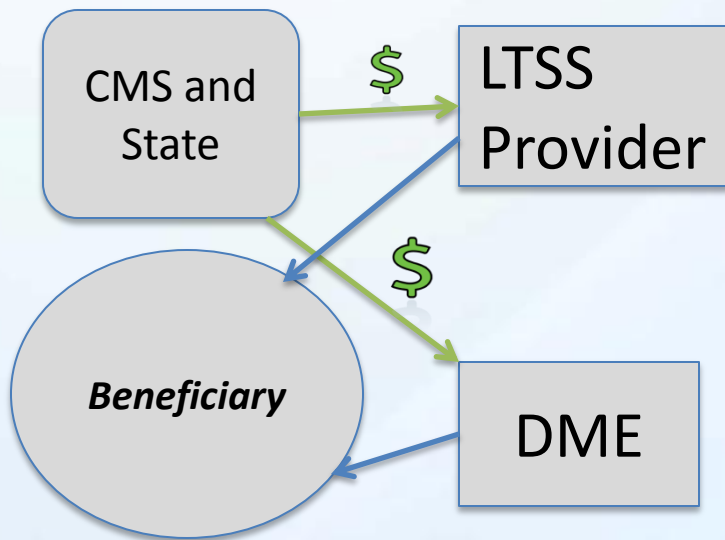 CMS and
State
$
LTSS
Provider
$
Beneficiary
DME